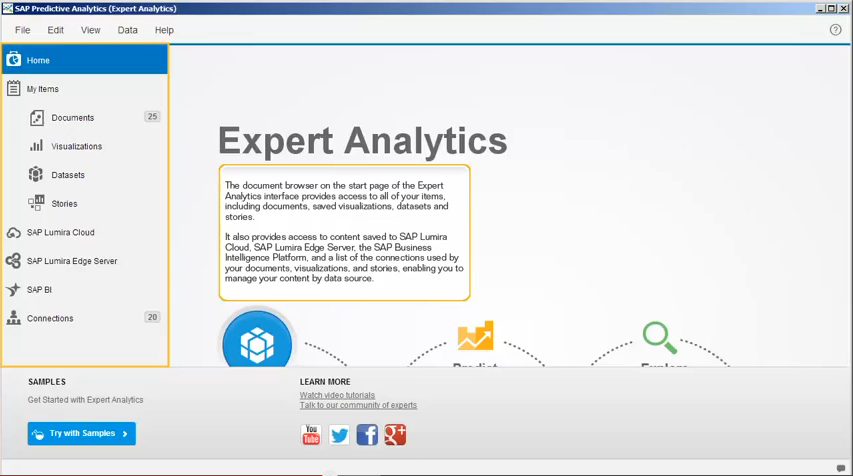 SAP Predictive Analytics (Expert Analytics)
File Edit View Data Help
Home
My Items
Documents 25
Visualizations
Datasets
Stories
SAP Lumira Cloud
SAP Lumira Edge Server
SAP BI
Connections 20
Expert Analytics
The document browser on the start page of the Expert
Analytics interface provides access to all of your items,
including documents, saved visualizations, datasets and
stories.
It also provides access to content saved to SAP Lumira
Cloud, SAP Lumira Edge Server, the SAP Business
Intelligence Platform, and a list of the connections used by
your documents, visualizations, and stories, enabling you to
manage your content by data source.
Predict
Explore
SAMPLES
Get Started with Expert Analytics
Try with Samples
LEARN MORE
Watch video tutorials
Talk to our community of experts
You
Tube